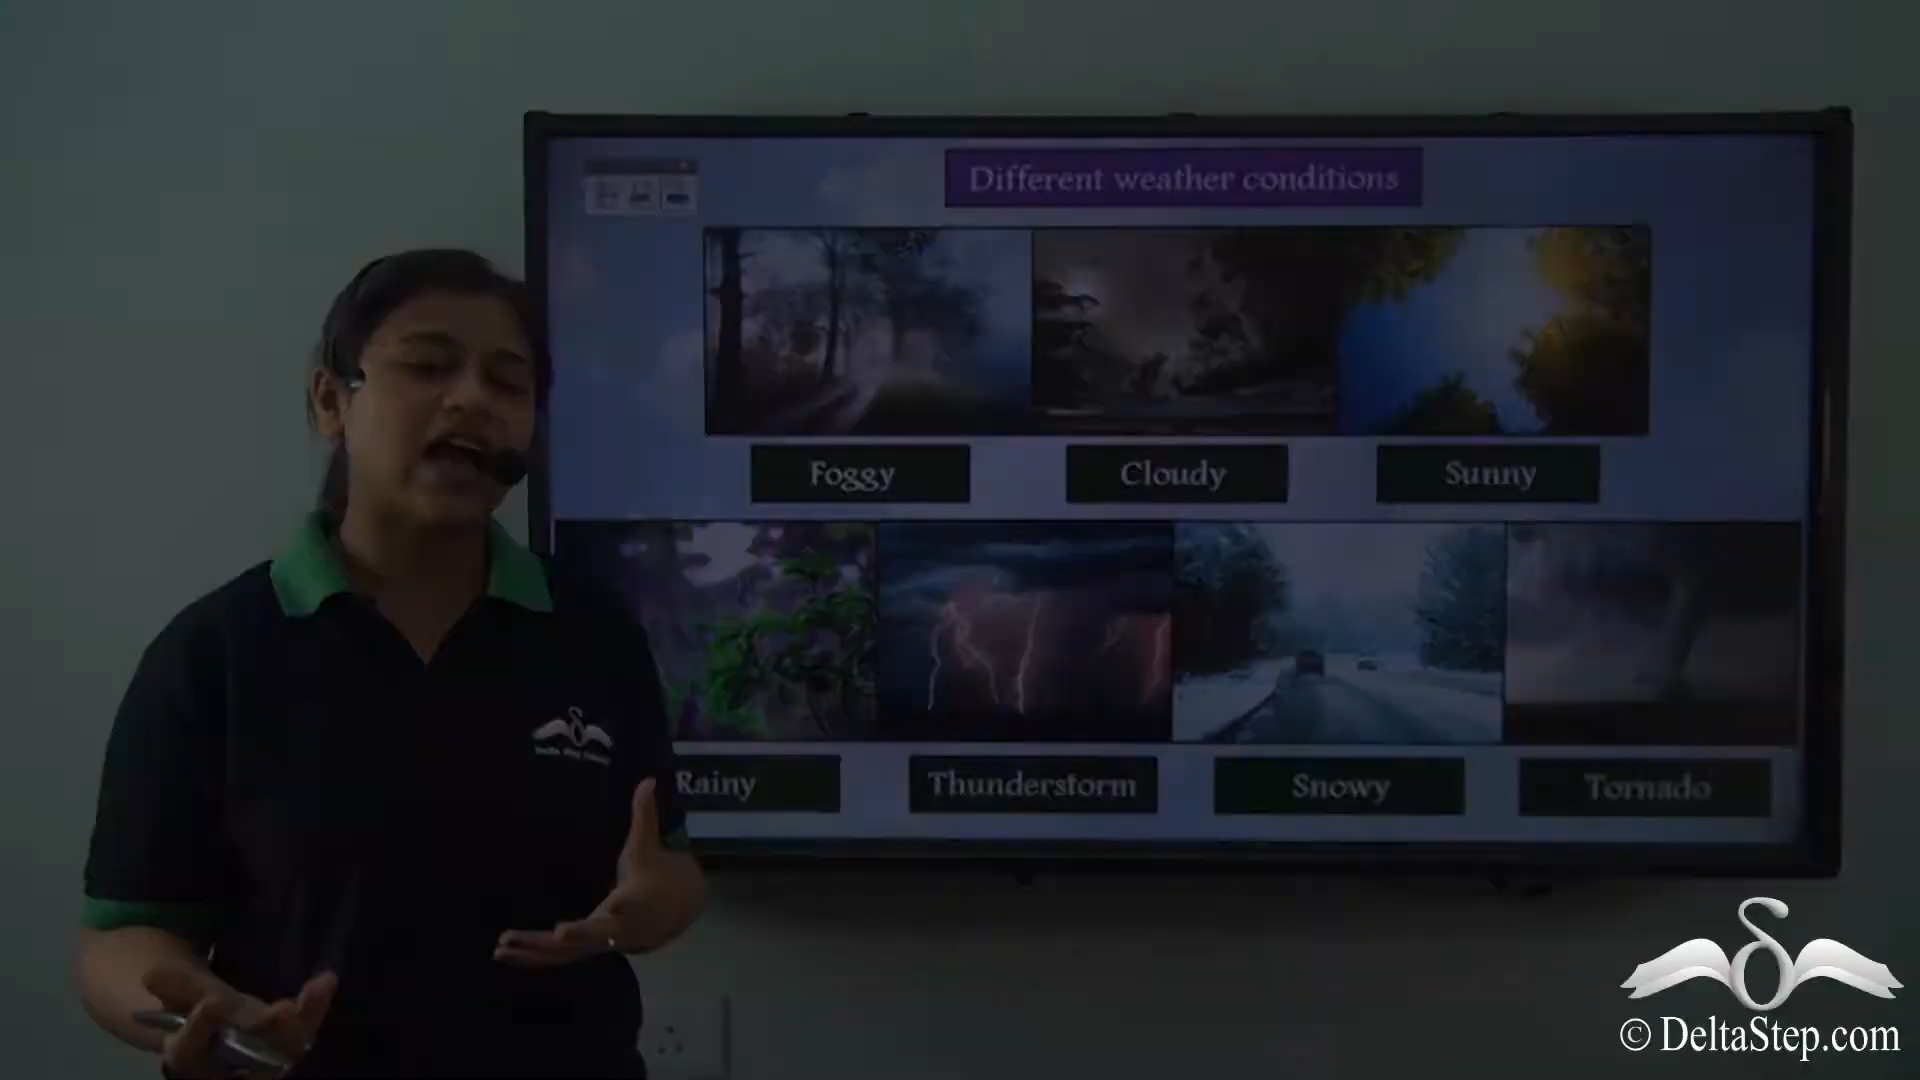 Different weather conditions
Foggy
Cloudy
Sunny
Rainy
Thunderstorm
Snowy
Tornado
© DeltaStep.com